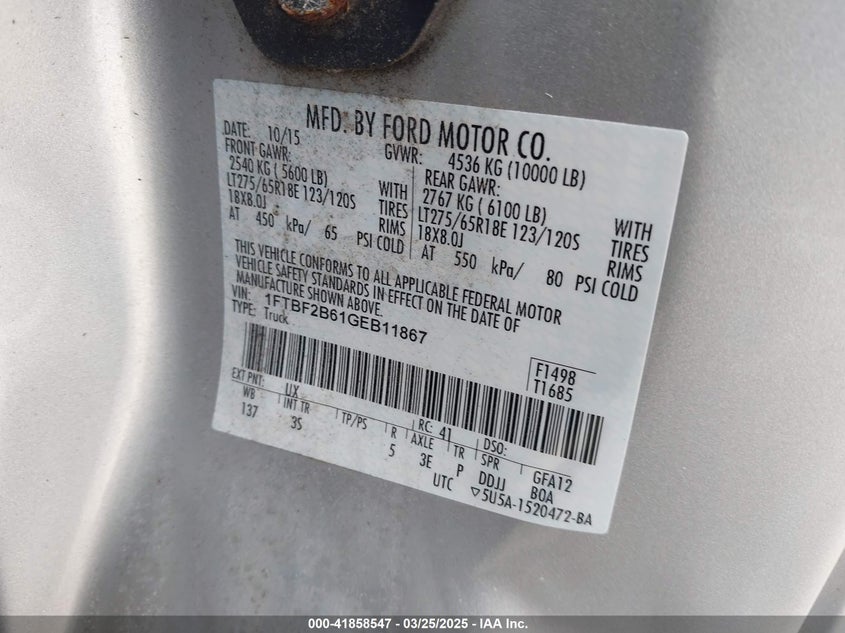 MFD. BY FORD MOTOR CO.
DATE: 10/15 GVWR: 4536 KG (10000 LB)
FRONT GAWR: REAR GAWR:
2540 KG ( 5600 LB) WITH 2767 KG ( 6100 LB) WITH
LT275/65R18E 123/120S TIRES LT275/65R18E 123/120S TIRES
18X8.0J RIMS 18X8.0J RIMS
AT 450 kPa/ 65 PSI COLD AT 550 kPa/ 80 PSI COLD
THIS VEHICLE CONFORMS TO ALL APPLICABLE FEDERAL MOTOR
VEHICLE SAFETY STANDARDS IN EFFECT ON THE DATE OF
MANUFACTURE SHOWN ABOVE.
VIN: 1FTBF2B61GEB11867
TYPE: Truck
F1498
T1685
EXT PNT: UX RC: 41 DSO:
WB INT TR TP/PS R AXLE TR SPR GFA12
137 3S 5 3E P DDJJ BOA
UTC ▽5U5A-1520472-BA
000-41858547 — 03/25/2025 — IAA Inc.